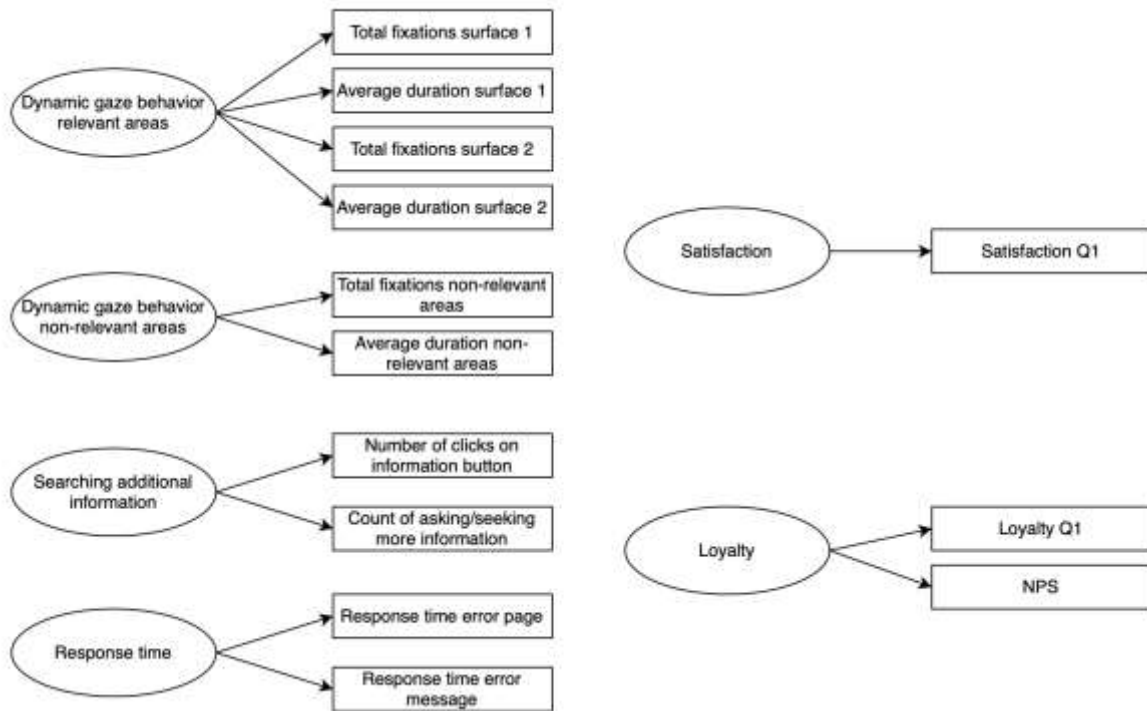 Dynamic gaze behavior
relevant areas
Total fixations surface 1
Average duration surface 1
Total fixations surface 2
Average duration surface 2
Dynamic gaze behavior
non-relevant areas
Total fixations non-relevant
areas
Average duration non-
relevant areas
Searching additional
information
Number of clicks on
information button
Count of asking/seeking
more information
Response time
Response time error page
Response time error
message
Satisfaction
Satisfaction Q1
Loyalty
Loyalty Q1
NPS